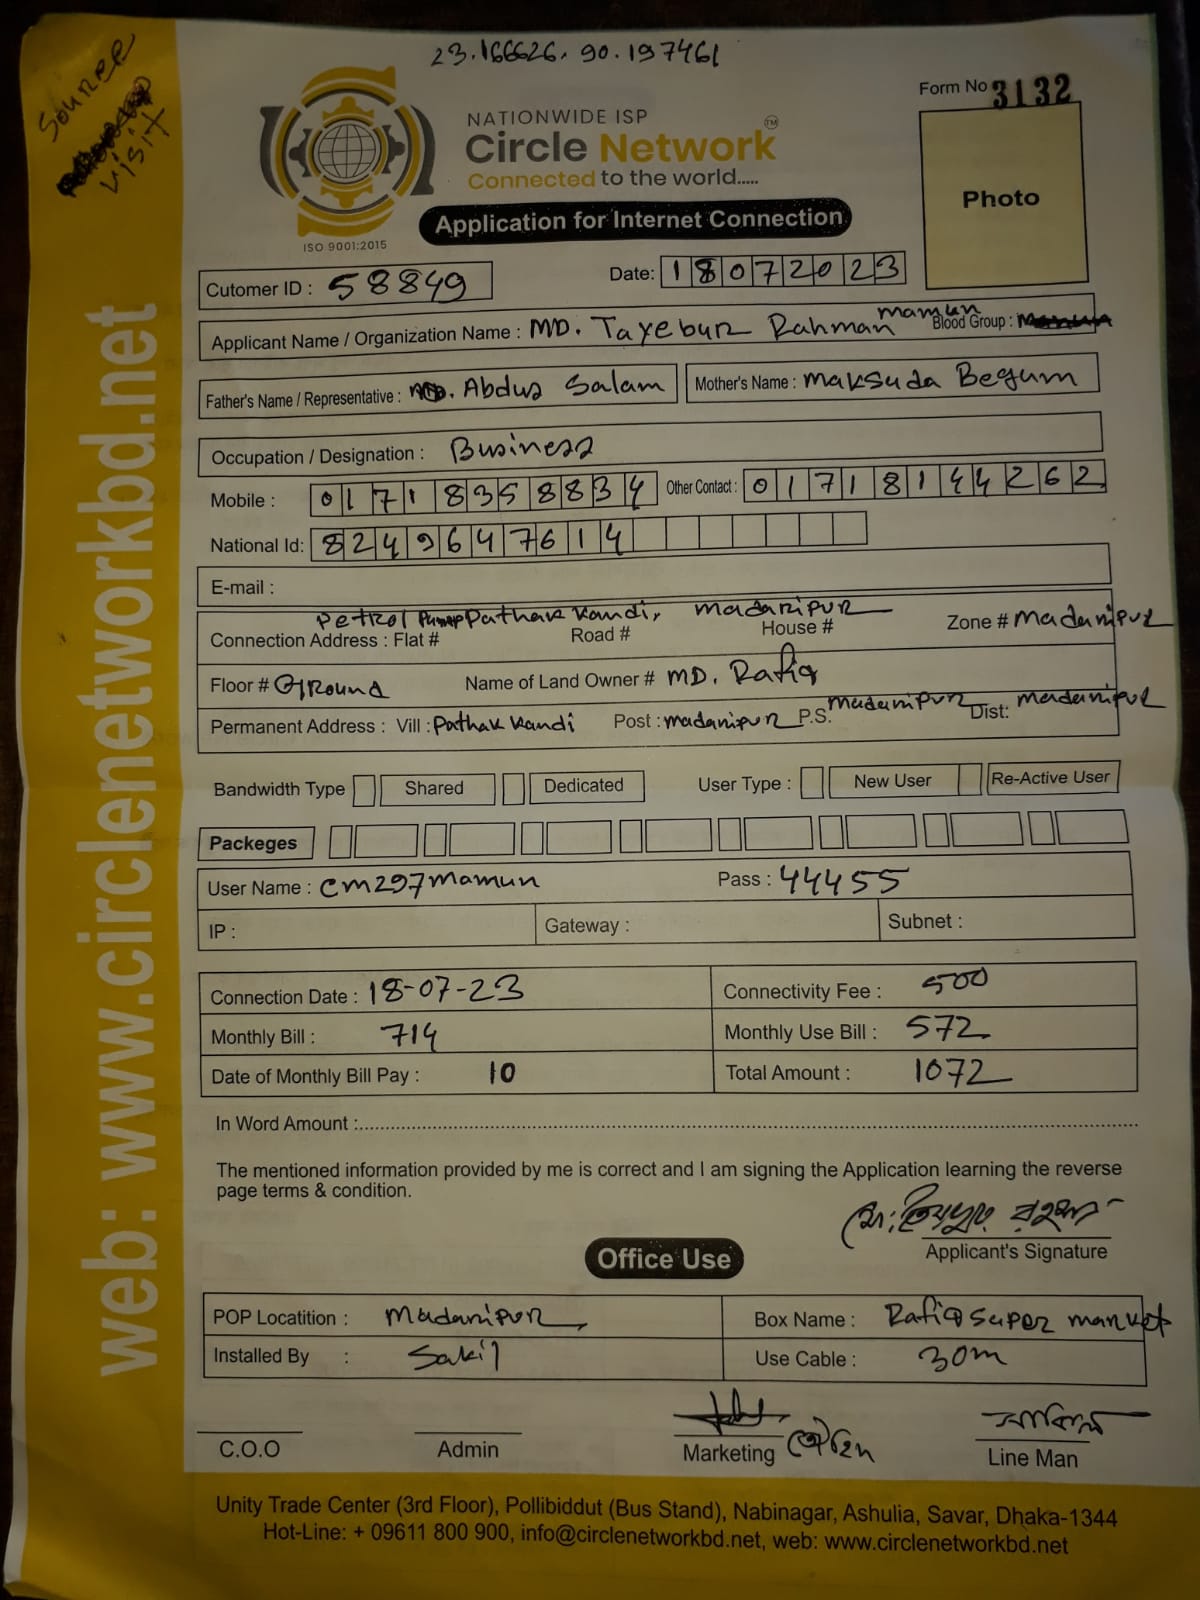 23.166626, 90.197461
Source
visit
Form No 3132
NATIONWIDE ISP
Circle Network TM
Connected to the world.....
ISO 9001:2015
Application for Internet Connection
Photo
Cutomer ID : 58849
Date: 18072023
Applicant Name / Organization Name : MD. Tayebur Rahman mamun
Blood Group :
Father's Name / Representative : MD. Abdus Salam
Mother's Name : Maksuda Begum
Occupation / Designation : Business
Mobile : 01718358834 Other Contact : 01718144262
National Id: 8249647614
E-mail :
Petrol Pump Pathak Kandi, Madaripur
Connection Address : Flat # Road # House # Zone # Madaripur
Floor # Ground Name of Land Owner # MD. Rafiq
Permanent Address : Vill : Pathak Kandi Post : madaripur P.S. madaripur Dist: madaripur
Bandwidth Type Shared Dedicated User Type : New User Re-Active User
Packeges
User Name : cm297mamun Pass : 44455
IP : Gateway : Subnet :
Connection Date : 18-07-23 Connectivity Fee : 500
Monthly Bill : 714 Monthly Use Bill : 572
Date of Monthly Bill Pay : 10 Total Amount : 1072
In Word Amount :
The mentioned information provided by me is correct and I am signing the Application learning the reverse
page terms & condition.
মো: তৈয়বুর রহমান
Applicant's Signature
Office Use
POP Locatition : Madaripur Box Name : Rafiq super market
Installed By : Sakil Use Cable : 30m
C.O.O Admin Marketing Line Man
Unity Trade Center (3rd Floor), Pollibiddut (Bus Stand), Nabinagar, Ashulia, Savar, Dhaka-1344
Hot-Line: + 09611 800 900, info@circlenetworkbd.net, web: www.circlenetworkbd.net
web: www.circlenetworkbd.net